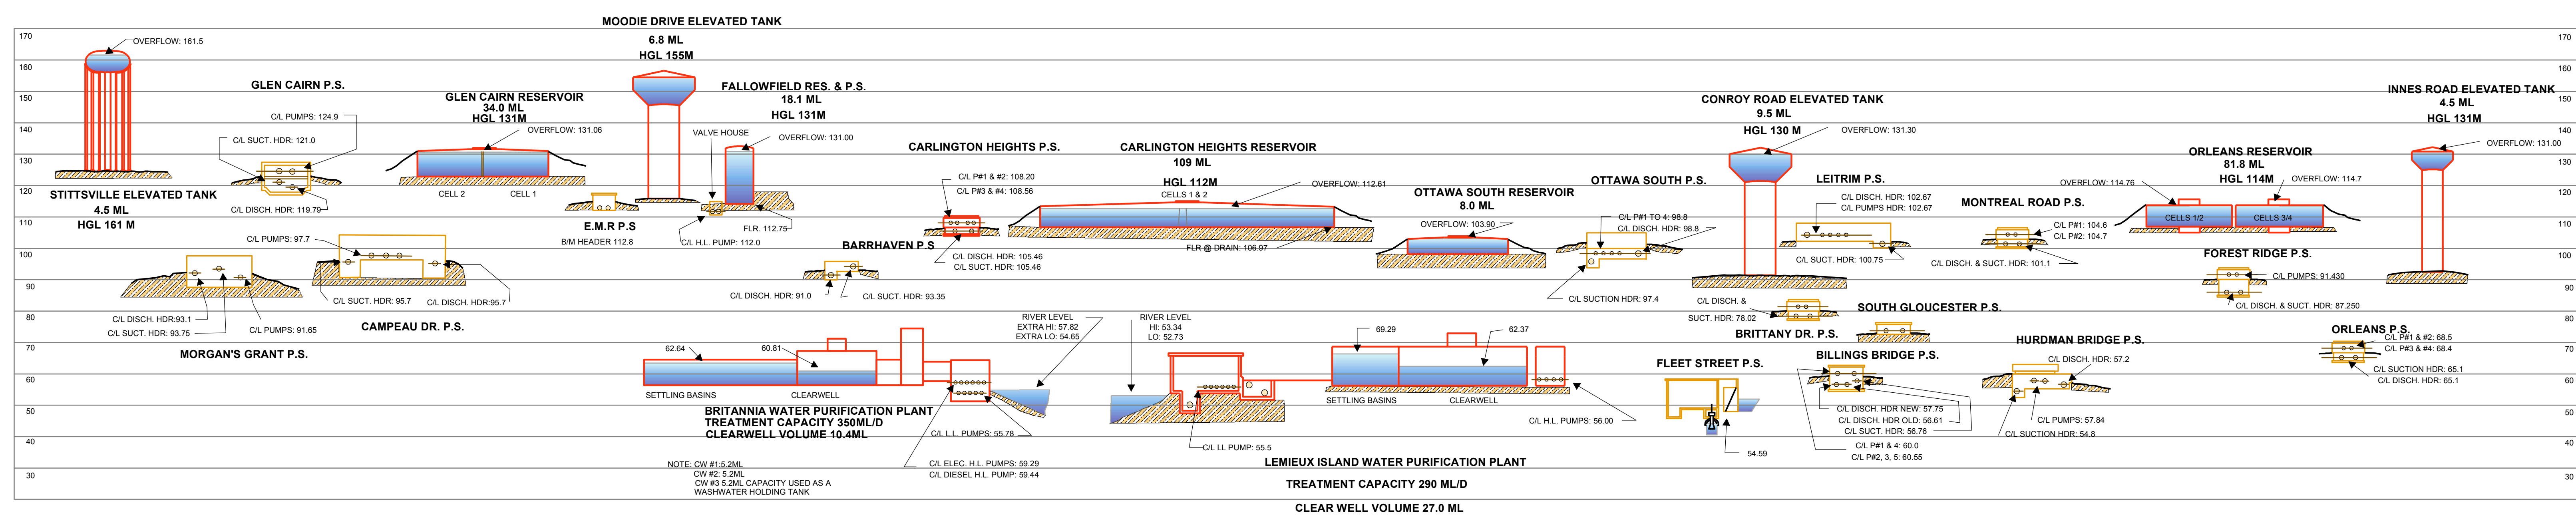 MOODIE DRIVE ELEVATED TANK
6.8 ML
HGL 155M
170
160
150
140
130
120
110
100
90
80
70
60
50
40
30
OVERFLOW: 161.5
STITTSVILLE ELEVATED TANK
4.5 ML
HGL 161 M
GLEN CAIRN P.S.
C/L PUMPS: 124.9
C/L SUCT. HDR: 121.0
C/L DISCH. HDR: 119.79
GLEN CAIRN RESERVOIR
34.0 ML
HGL 131M
OVERFLOW: 131.06
CELL 2
CELL 1
E.M.R P.S
B/M HEADER 112.8
FALLOWFIELD RES. & P.S.
18.1 ML
HGL 131M
VALVE HOUSE
OVERFLOW: 131.00
FLR. 112.75
C/L H.L. PUMP: 112.0
C/L PUMPS: 97.7
C/L SUCT. HDR: 95.7
C/L DISCH. HDR:95.7
CAMPEAU DR. P.S.
C/L DISCH. HDR:93.1
C/L SUCT. HDR: 93.75
C/L PUMPS: 91.65
MORGAN'S GRANT P.S.
BARRHAVEN P.S
C/L DISCH. HDR: 91.0
C/L SUCT. HDR: 93.35
CARLINGTON HEIGHTS P.S.
C/L P#1 & #2: 108.20
C/L P#3 & #4: 108.56
C/L DISCH. HDR: 105.46
C/L SUCT. HDR: 105.46
CARLINGTON HEIGHTS RESERVOIR
109 ML
HGL 112M
CELLS 1 & 2
OVERFLOW: 112.61
FLR @ DRAIN: 106.97
OTTAWA SOUTH RESERVOIR
8.0 ML
OVERFLOW: 103.90
OTTAWA SOUTH P.S.
C/L P#1 TO 4: 98.8
C/L DISCH. HDR: 98.8
C/L SUCTION HDR: 97.4
CONROY ROAD ELEVATED TANK
9.5 ML
HGL 130 M
OVERFLOW: 131.30
LEITRIM P.S.
C/L DISCH. HDR: 102.67
C/L PUMPS HDR: 102.67
C/L SUCT. HDR: 100.75
MONTREAL ROAD P.S.
C/L P#1: 104.6
C/L P#2: 104.7
C/L DISCH. & SUCT. HDR: 101.1
ORLEANS RESERVOIR
81.8 ML
HGL 114M
OVERFLOW: 114.76
OVERFLOW: 114.7
CELLS 1/2
CELLS 3/4
FOREST RIDGE P.S.
C/L PUMPS: 91.430
C/L DISCH. & SUCT. HDR: 87.250
INNES ROAD ELEVATED TANK
4.5 ML
HGL 131M
OVERFLOW: 131.00
C/L DISCH. &
SUCT. HDR: 78.02
BRITTANY DR. P.S.
SOUTH GLOUCESTER P.S.
ORLEANS P.S.
C/L P#1 & #2: 68.5
C/L P#3 & #4: 68.4
C/L SUCTION HDR: 65.1
C/L DISCH. HDR: 65.1
62.64
60.81
SETTLING BASINS
CLEARWELL
BRITANNIA WATER PURIFICATION PLANT
TREATMENT CAPACITY 350ML/D
CLEARWELL VOLUME 10.4ML
NOTE: CW #1:5.2ML
CW #2: 5.2ML
CW #3 5.2ML CAPACITY USED AS A
WASHWATER HOLDING TANK
RIVER LEVEL
EXTRA HI: 57.82
EXTRA LO: 54.65
C/L L.L. PUMPS: 55.78
C/L ELEC. H.L. PUMPS: 59.29
C/L DIESEL H.L. PUMP: 59.44
RIVER LEVEL
HI: 53.34
LO: 52.73
C/L LL PUMP: 55.5
69.29
62.37
SETTLING BASINS
CLEARWELL
C/L H.L. PUMPS: 56.00
LEMIEUX ISLAND WATER PURIFICATION PLANT
TREATMENT CAPACITY 290 ML/D
CLEAR WELL VOLUME 27.0 ML
FLEET STREET P.S.
54.59
BILLINGS BRIDGE P.S.
C/L DISCH. HDR NEW: 57.75
C/L DISCH. HDR OLD: 56.61
C/L SUCT. HDR: 56.76
C/L P#1 & 4: 60.0
C/L P#2, 3, 5: 60.55
HURDMAN BRIDGE P.S.
C/L DISCH. HDR: 57.2
C/L PUMPS: 57.84
C/L SUCTION HDR: 54.8
170
160
150
140
130
120
110
100
90
80
70
60
50
40
30